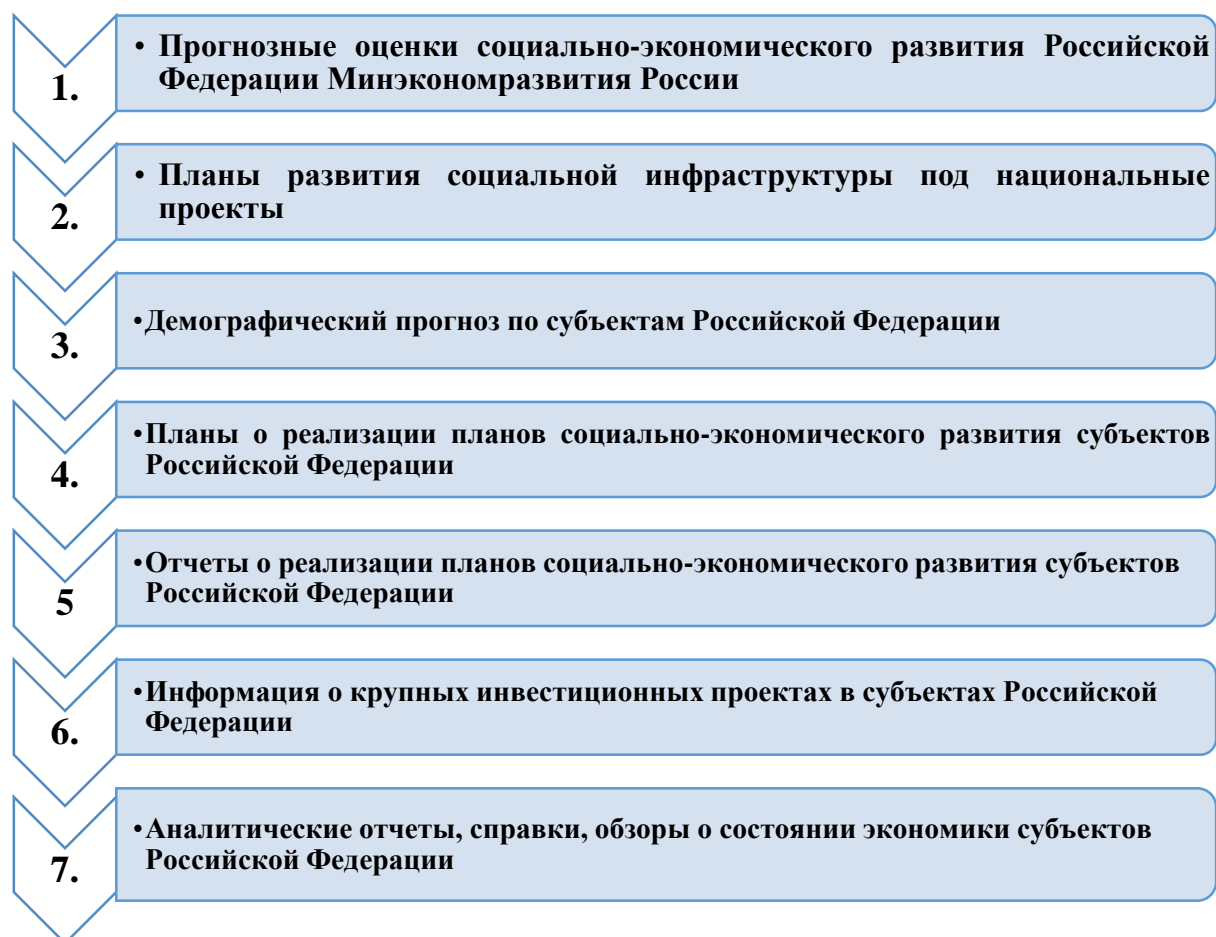 1.
• Прогнозные оценки социально-экономического развития Российской
Федерации Минэкономразвития России
2.
• Планы развития социальной инфраструктуры под национальные
проекты
3.
•Демографический прогноз по субъектам Российской Федерации
4.
•Планы о реализации планов социально-экономического развития субъектов
Российской Федерации
5
•Отчеты о реализации планов социально-экономического развития субъектов
Российской Федерации
6.
•Информация о крупных инвестиционных проектах в субъектах Российской
Федерации
7.
•Аналитические отчеты, справки, обзоры о состоянии экономики субъектов
Российской Федерации